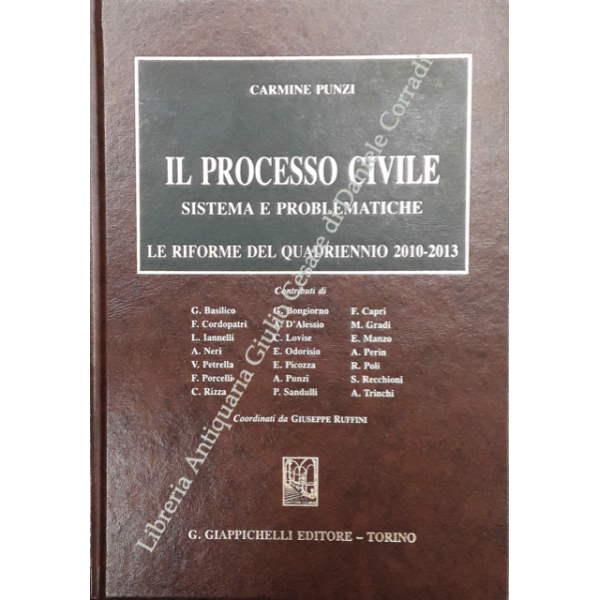 CARMINE PUNZI
IL PROCESSO CIVILE
SISTEMA E PROBLEMATICHE
LE RIFORME DEL QUADRIENNIO 2010-2013
Contributi di
G. Basilico G. Bongiorno F. Capri
F. Cordopatri D'Alessio M. Gradi
L. Iannelli C. Lovise E. Manzo
A. Neri E. Odorisio A. Perin
V. Petrella E. Picozza R. Poli
F. Porcelli A. Punzi S. Recchioni
C. Rizza P. Sandulli A. Trinchi
Coordinati da GIUSEPPE RUFFINI
G. GIAPPICHELLI EDITORE – TORINO
Libreria Antiquaria Giulio Cesare di Daniele Corradi